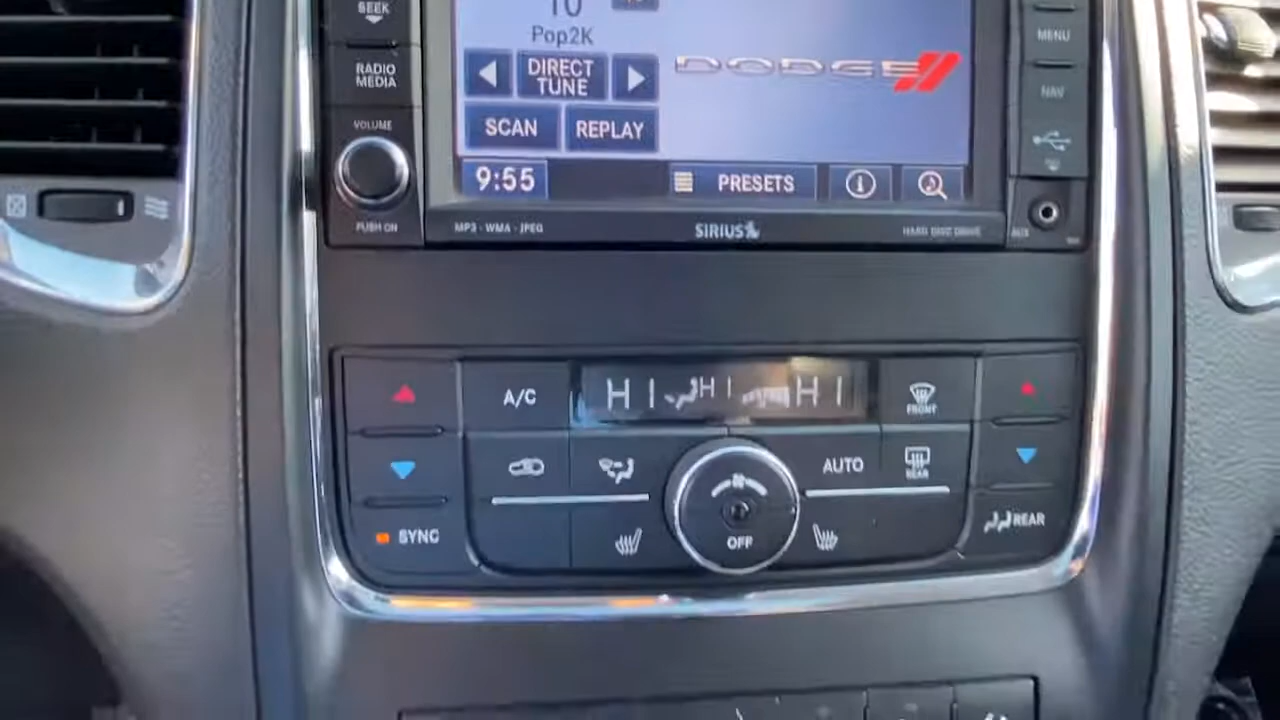 SEEK
10
Pop2K
MENU
RADIO
MEDIA
DIRECT
TUNE
DODGE
NAV
VOLUME
SCAN
REPLAY
9:55
PRESETS
PUSH ON
MP3 · WMA · JPEG
SIRIUS
HARD DISC DRIVE
AUX
A/C
HI
HI
HI
FRONT
AUTO
REAR
SYNC
OFF
REAR